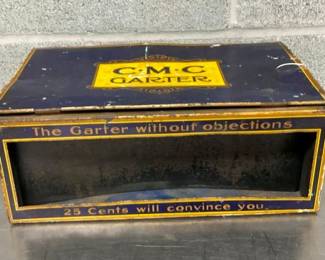 C·M·C
GARTER
The Garter without objections
25 Cents will convince you